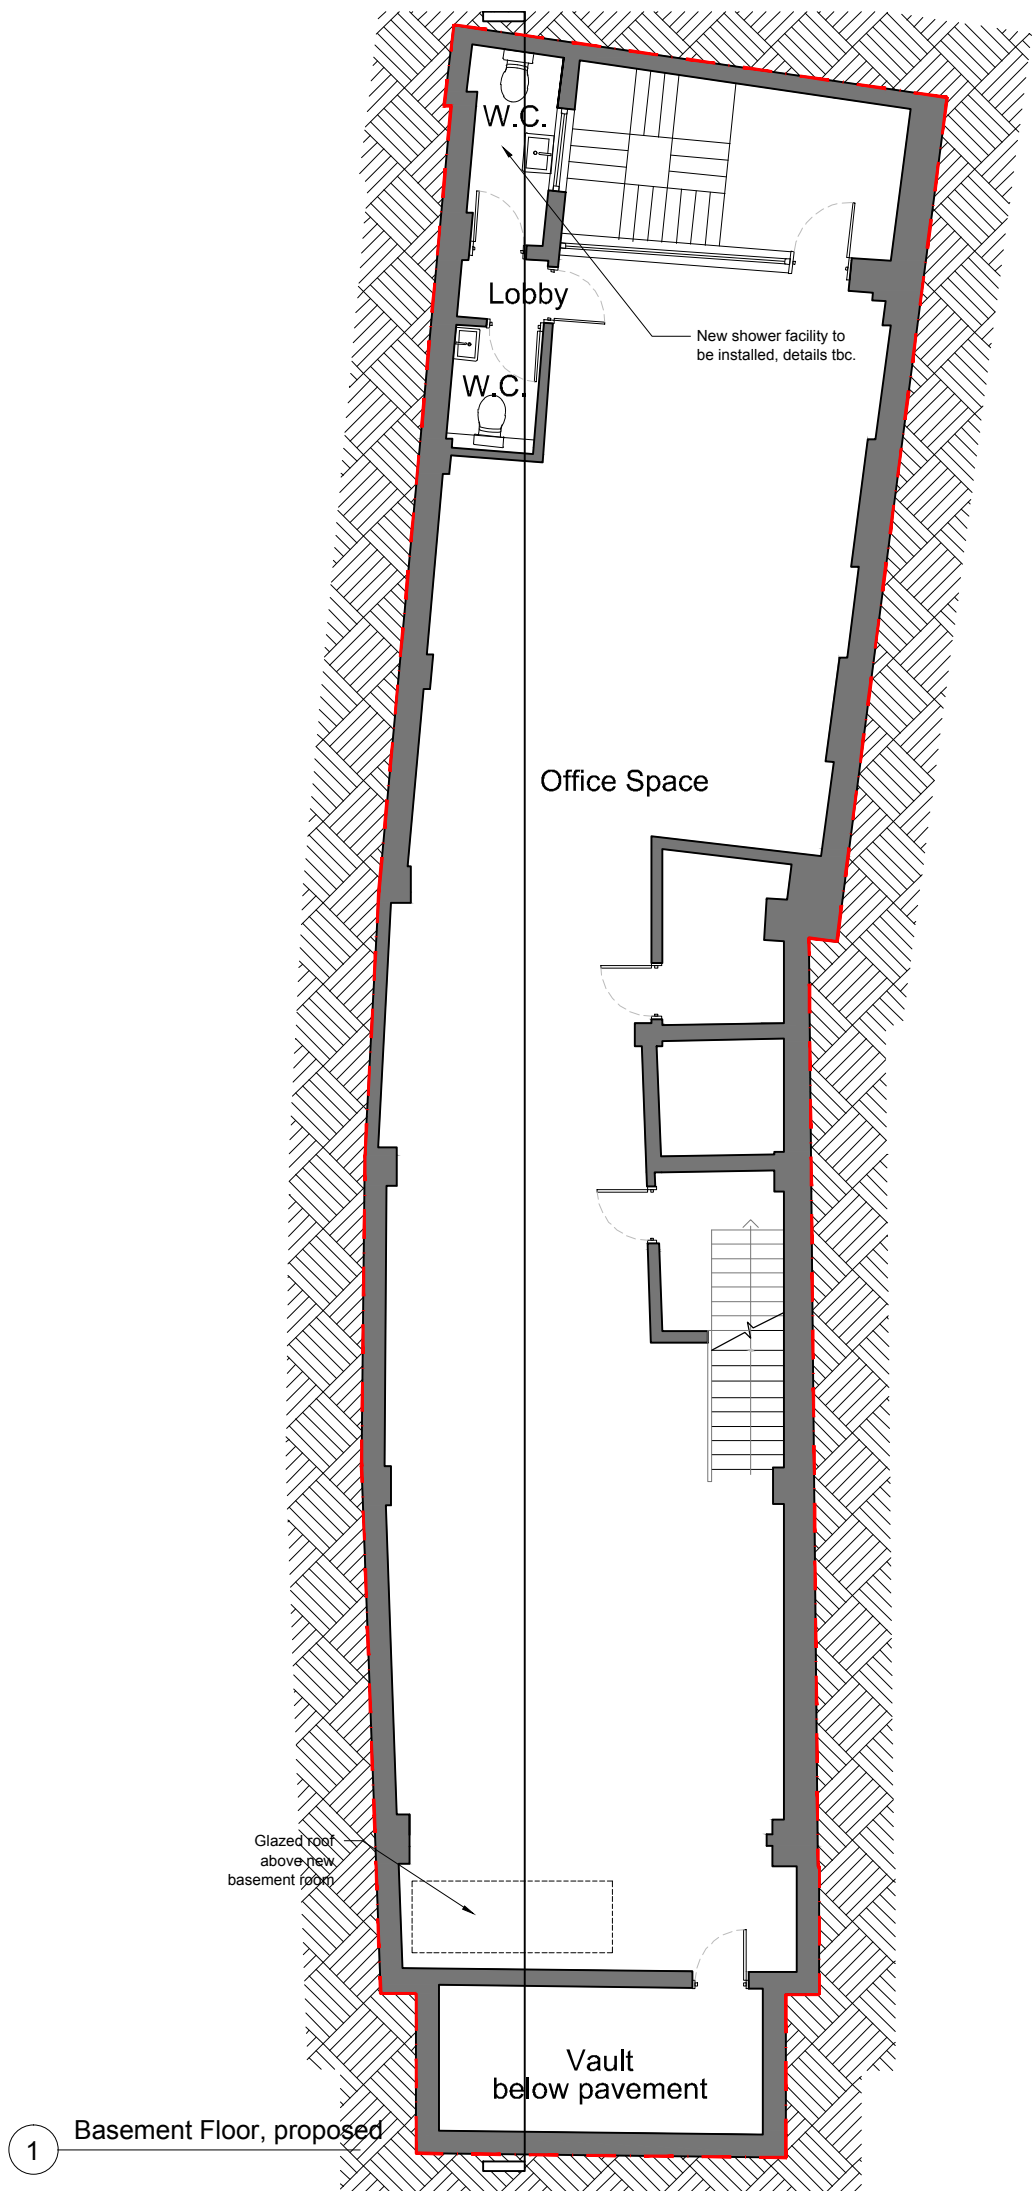 W.C.
Lobby
New shower facility to
be installed, details tbc.
W.C.
Office Space
Glazed roof
above new
basement room
Vault
below pavement
1
Basement Floor, proposed